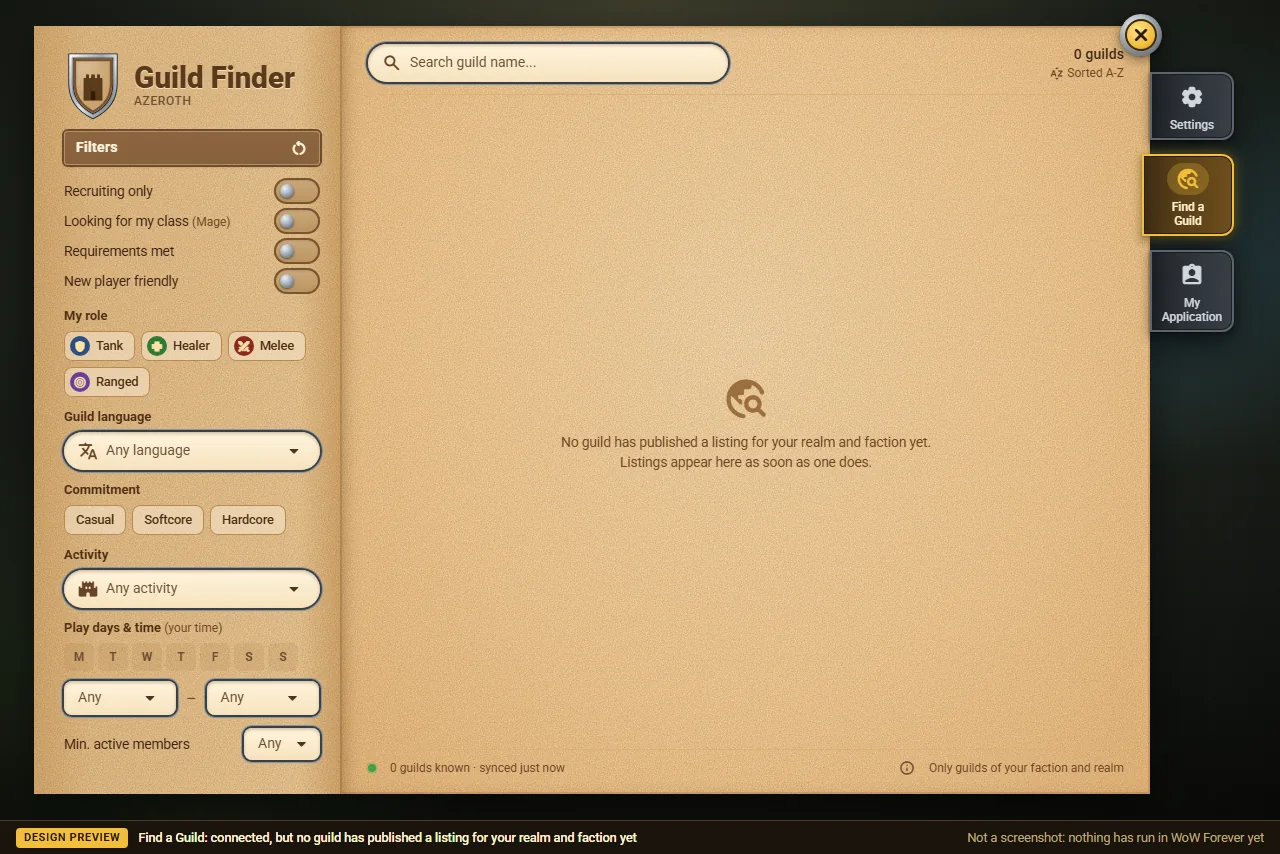 Guild Finder
AZEROTH
Filters
Recruiting only
Looking for my class (Mage)
Requirements met
New player friendly
My role
Tank
Healer
Melee
Ranged
Guild language
Any language
Commitment
Casual
Softcore
Hardcore
Activity
Any activity
Play days & time (your time)
M T W T F S S
Any – Any
Min. active members Any
Search guild name...
0 guilds
AZ Sorted A-Z
No guild has published a listing for your realm and faction yet.
Listings appear here as soon as one does.
0 guilds known · synced just now
Only guilds of your faction and realm
Settings
Find a
Guild
My
Application
DESIGN PREVIEW Find a Guild: connected, but no guild has published a listing for your realm and faction yet
Not a screenshot: nothing has run in WoW Forever yet